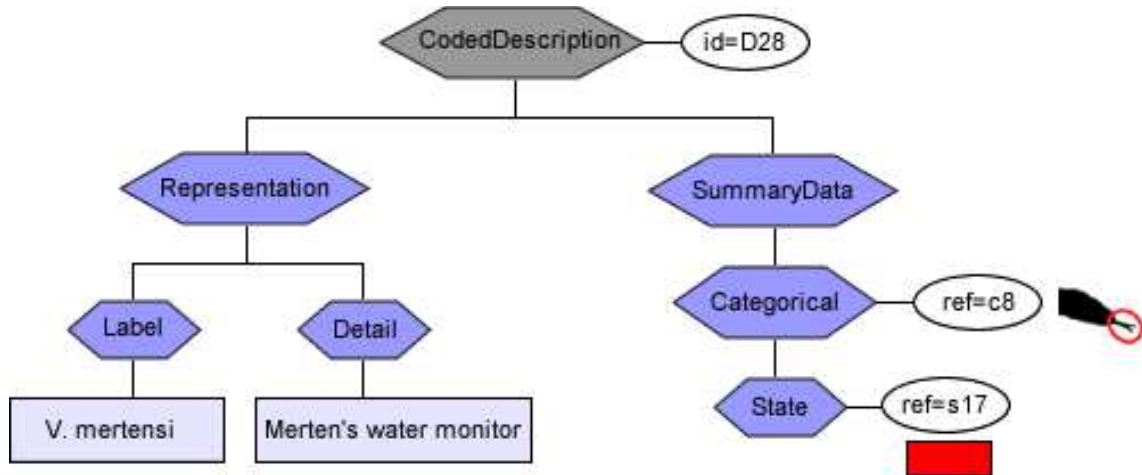 CodedDescription
id=D28
Representation
SummaryData
Label
Detail
Categorical
ref=c8
V. mertensi
Merten's water monitor
State
ref=s17